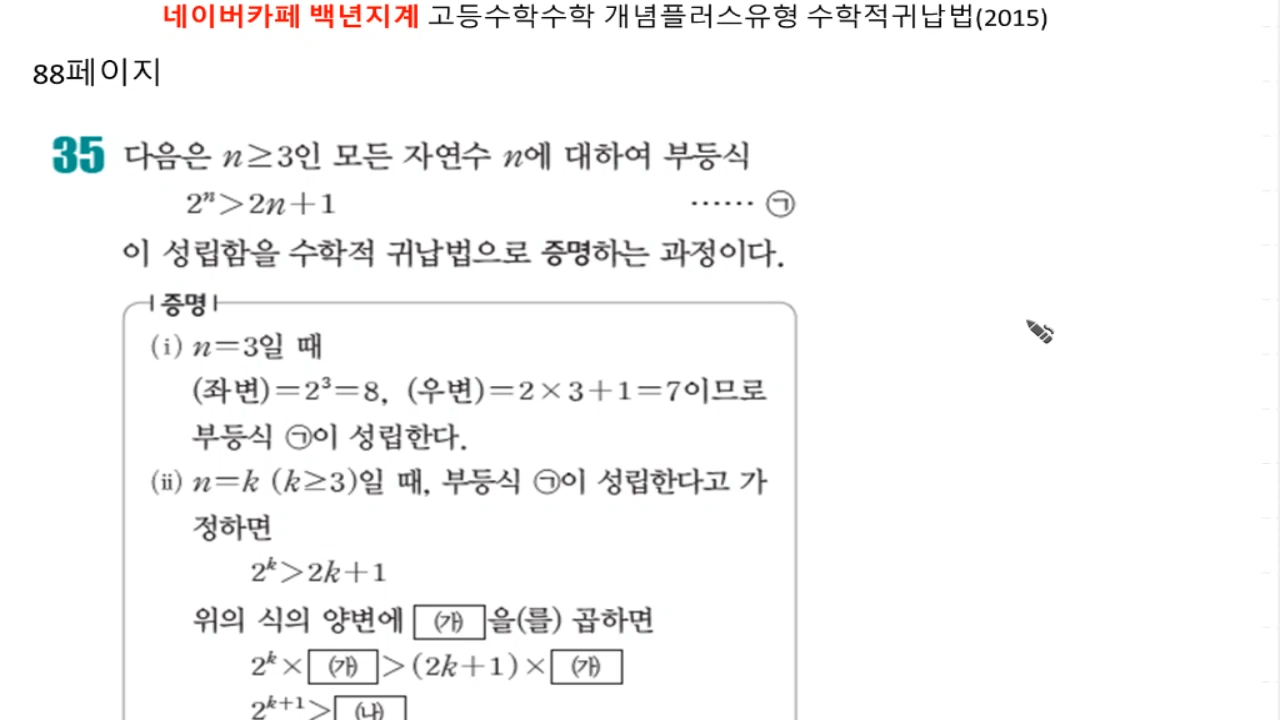 네이버카페 백년지계 고등수학수학 개념플러스유형 수학적귀납법(2015)
88페이지
35 다음은 n≥3인 모든 자연수 n에 대하여 부등식
2ⁿ>2n+1 ······ ㉠
이 성립함을 수학적 귀납법으로 증명하는 과정이다.
증명
(ⅰ) n=3일 때
(좌변)=2³=8, (우변)=2×3+1=7이므로
부등식 ㉠이 성립한다.
(ⅱ) n=k (k≥3)일 때, 부등식 ㉠이 성립한다고 가
정하면
2ᵏ>2k+1
위의 식의 양변에 ㈎ 을(를) 곱하면
2ᵏ× ㈎ >(2k+1)× ㈎
2ᵏ⁺¹> ㈏